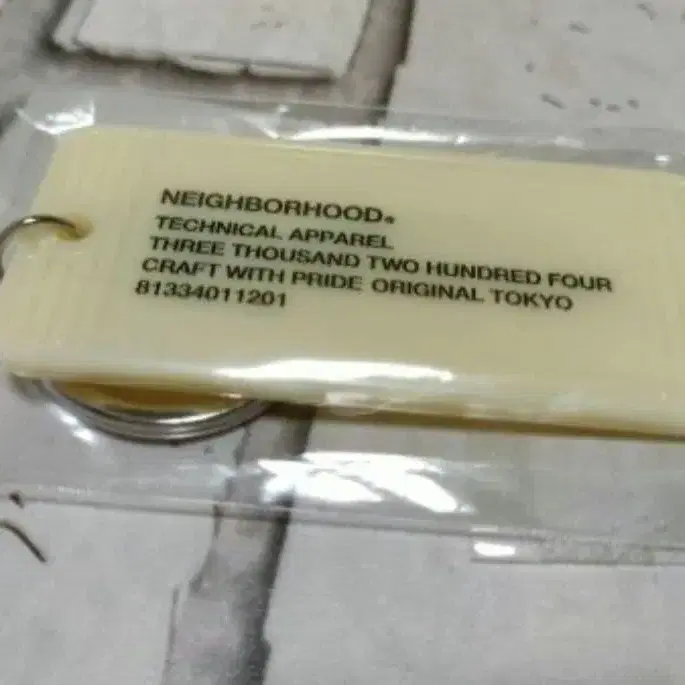 NEIGHBORHOOD®
TECHNICAL APPAREL
THREE THOUSAND TWO HUNDRED FOUR
CRAFT WITH PRIDE ORIGINAL TOKYO
81334011201